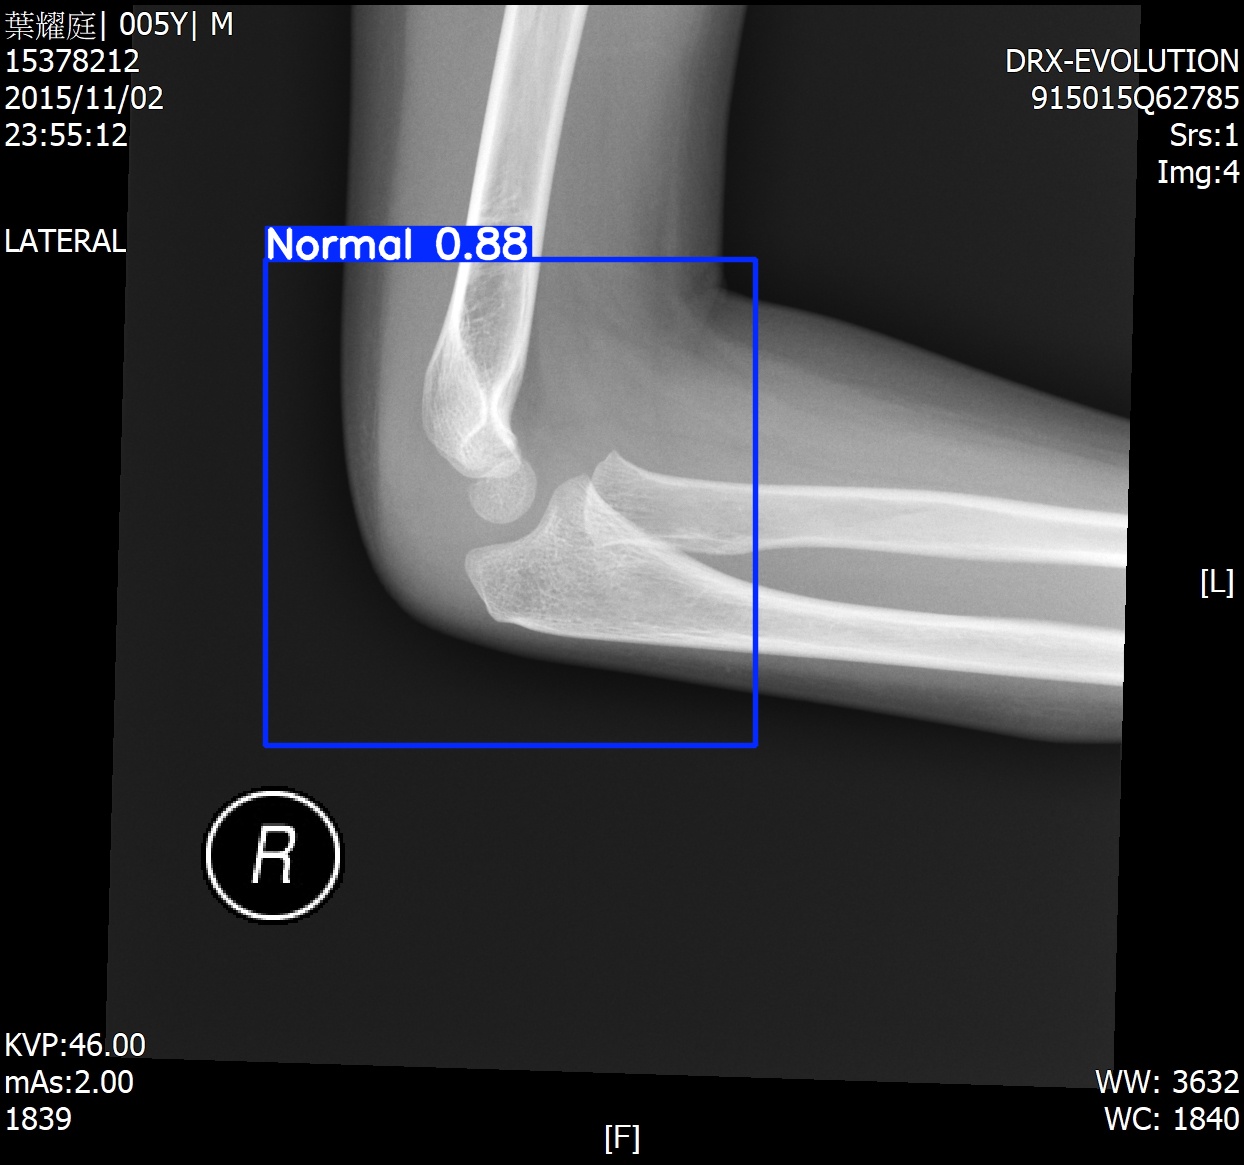 葉耀庭| 005Y| M
15378212
2015/11/02
23:55:12
LATERAL
DRX-EVOLUTION
915015Q62785
Srs:1
Img:4
Normal 0.88
[L]
R
KVP:46.00
mAs:2.00
1839
[F]
WW: 3632
WC: 1840